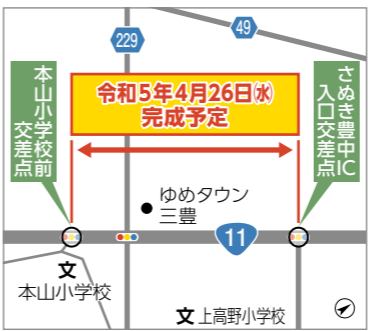 229
49
令和5年4月26日㈬
完成予定
本山小学校前
交差点
さぬき豊中IC
入口交差点
ゆめタウン
三豊
11
文
本山小学校
文 上高野小学校